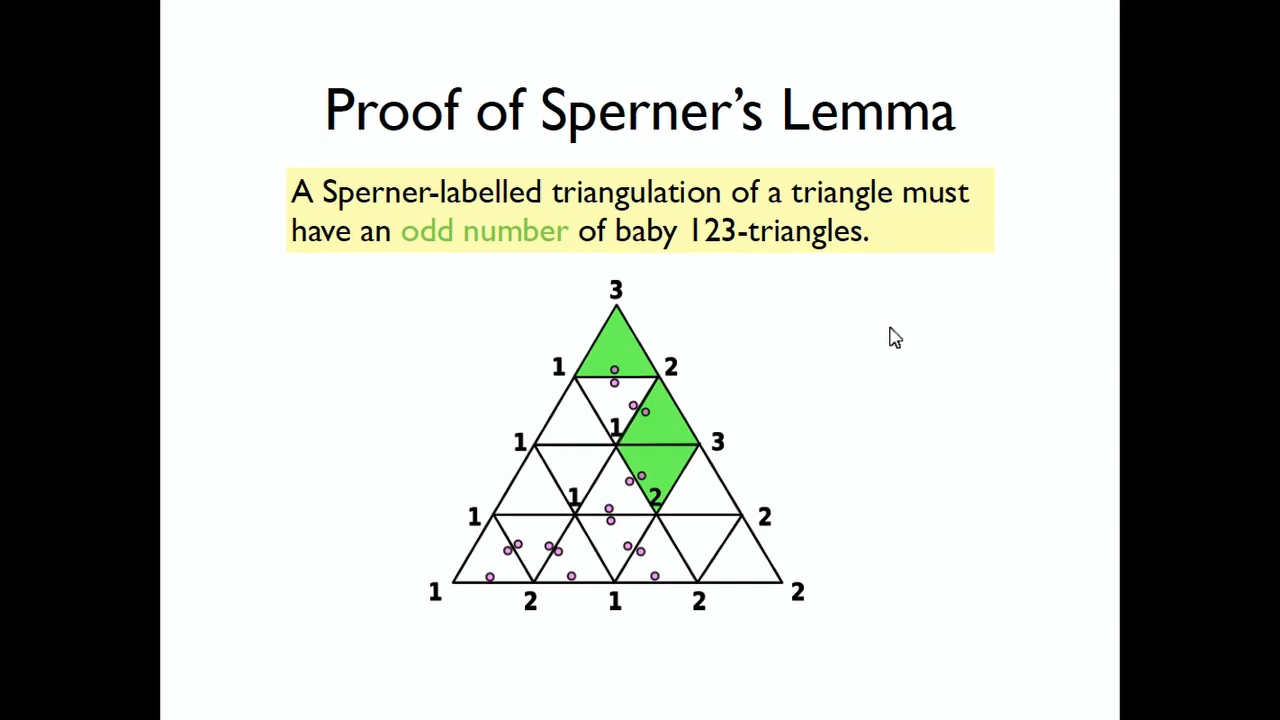 Proof of Sperner’s Lemma
A Sperner-labelled triangulation of a triangle must
have an odd number of baby 123-triangles.
3
1 2
1 1 3
1 1 2 2
1 2 1 2 2